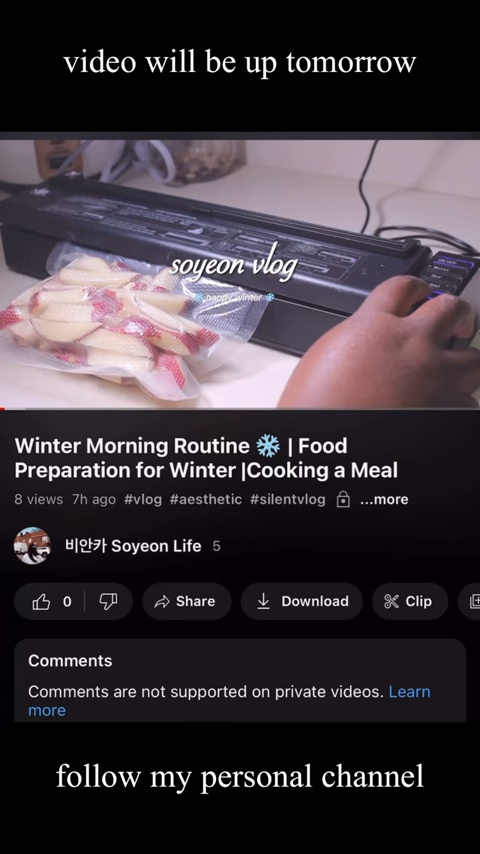 video will be up tomorrow
soyeon vlog
happy winter
Winter Morning Routine ❄️ | Food
Preparation for Winter |Cooking a Meal
8 views 7h ago #vlog #aesthetic #silentvlog ...more
비안카 Soyeon Life 5
0 Share Download Clip
Comments
Comments are not supported on private videos. Learn
more
follow my personal channel